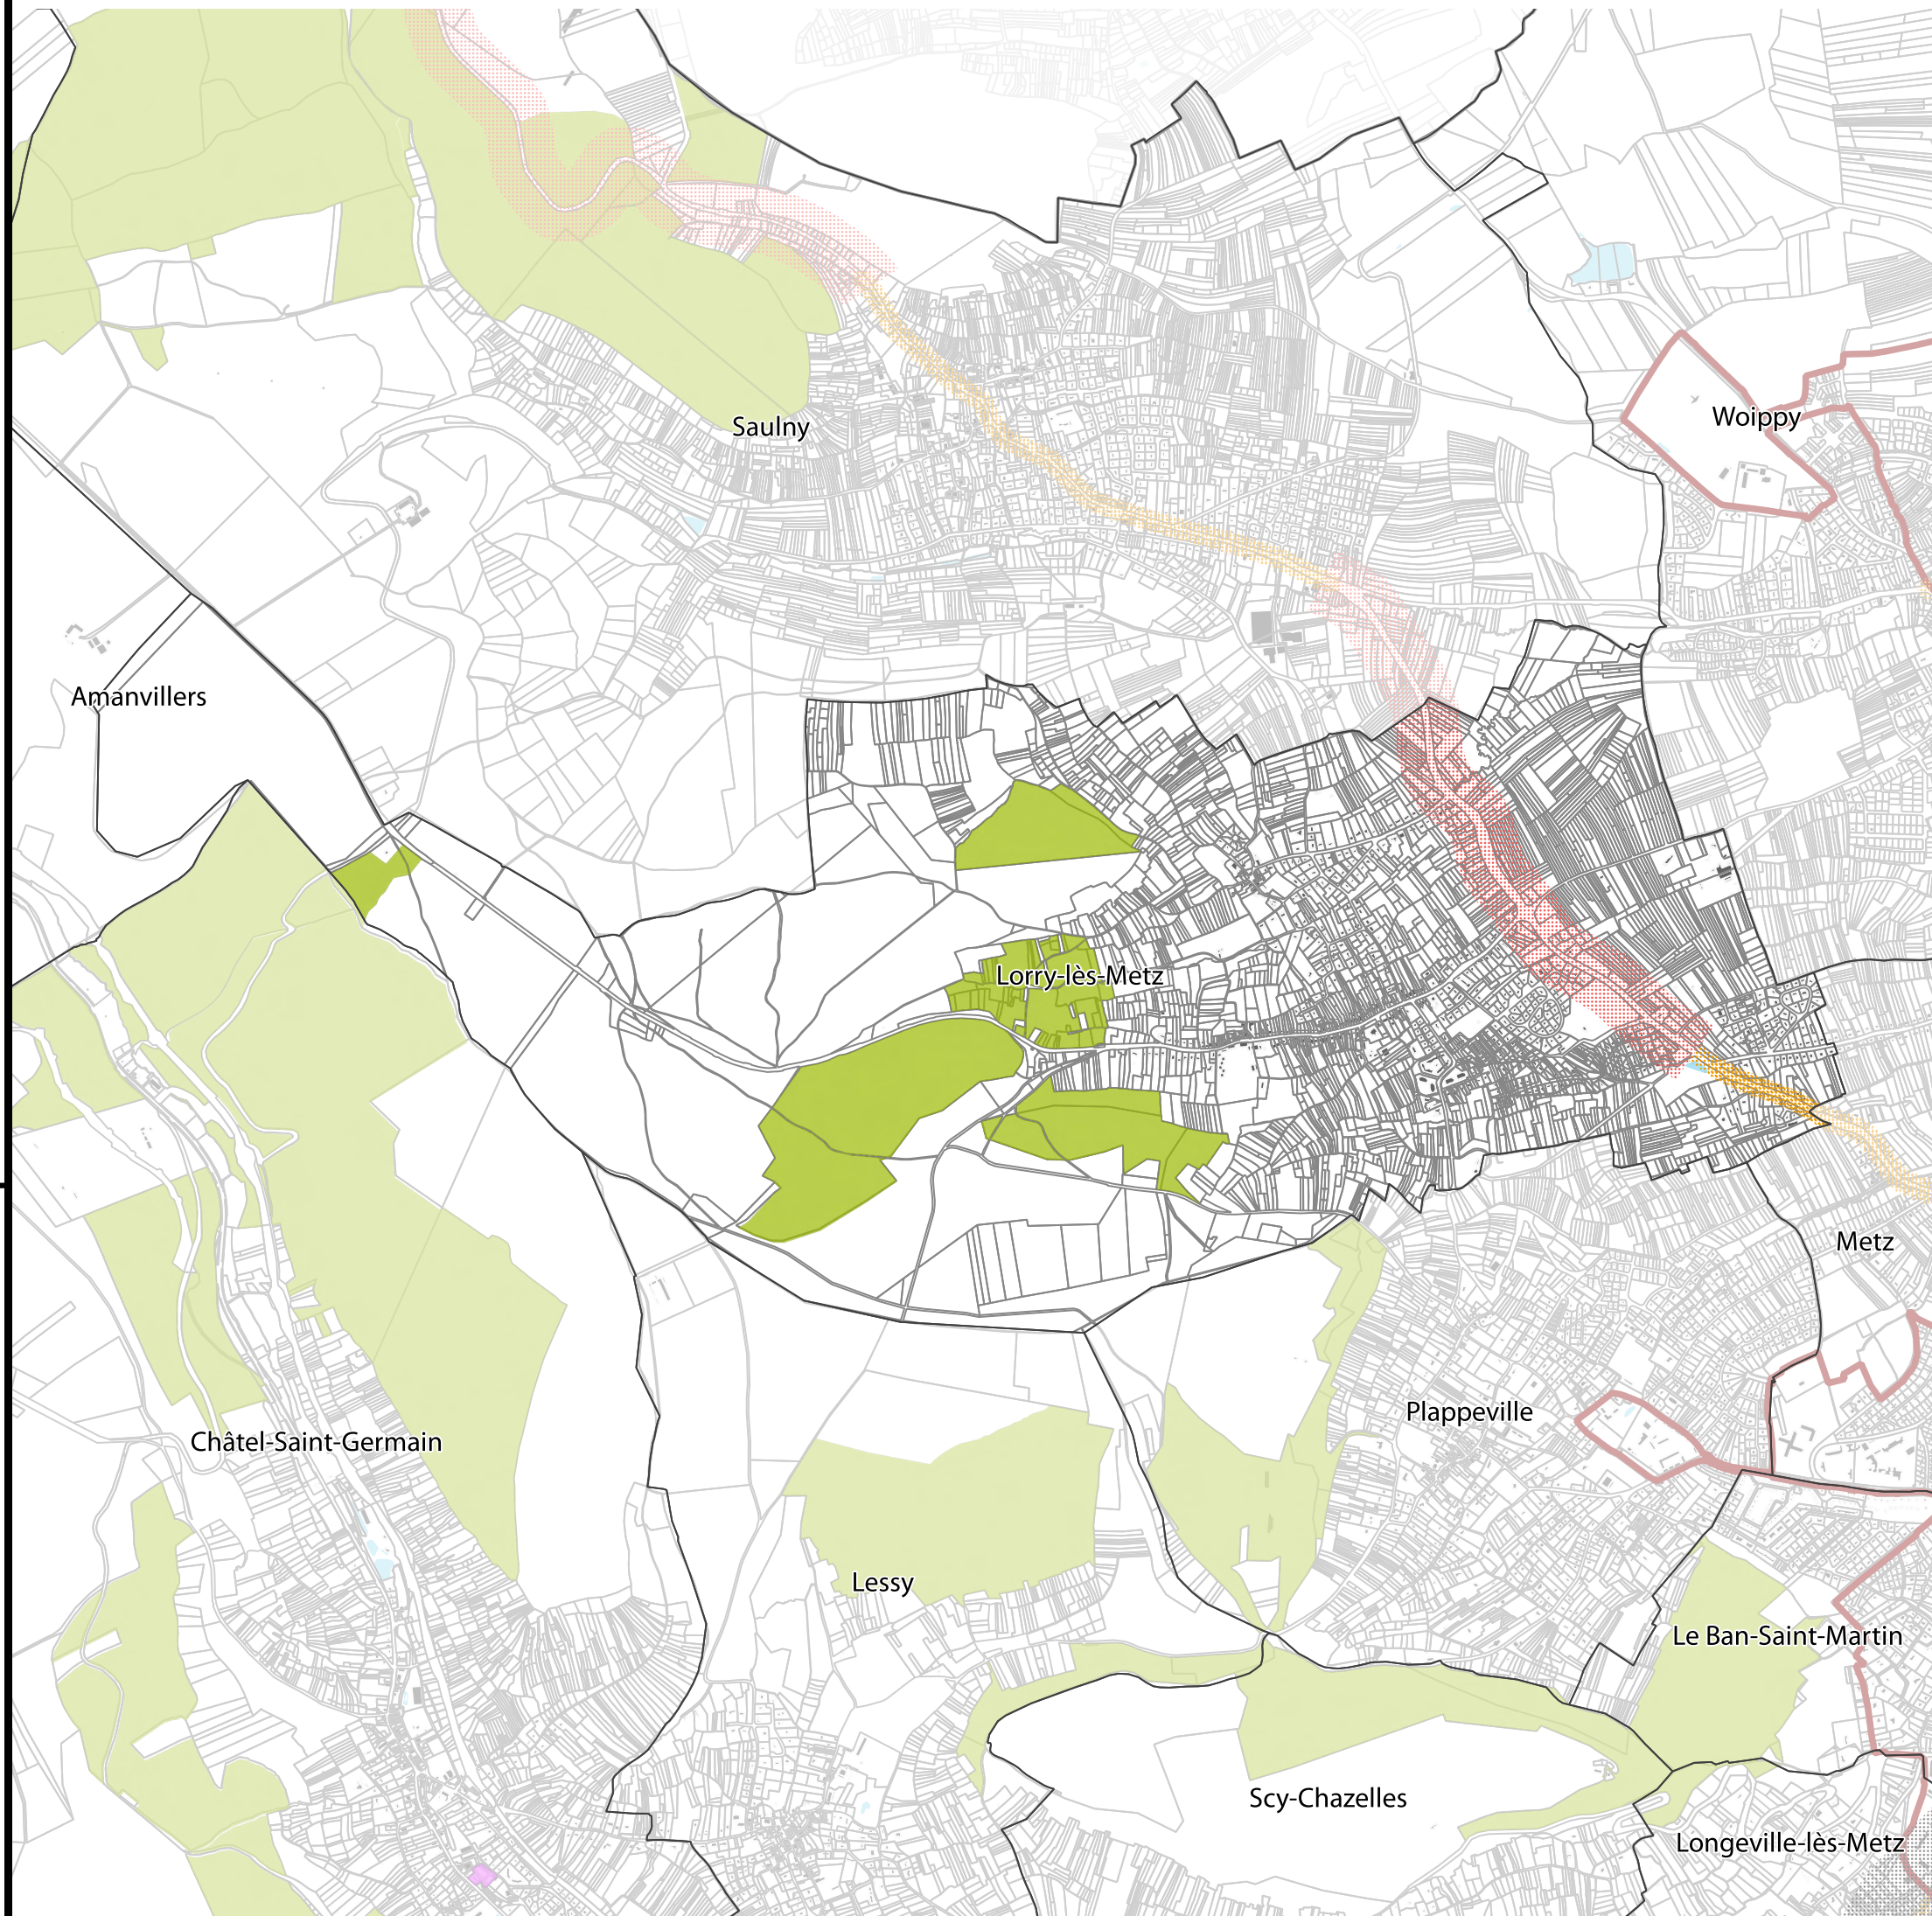 Woippy
Saulny
Amanvillers
Lorry-lès-Metz
Metz
Plappeville
Châtel-Saint-Germain
Lessy
Le Ban-Saint-Martin
Scy-Chazelles
Longeville-lès-Metz